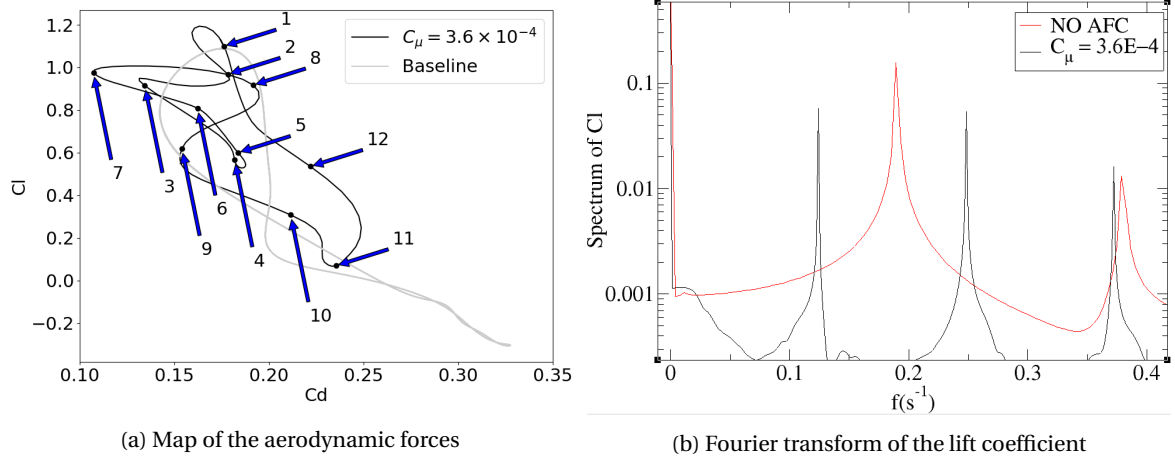 1.2
1.0
0.8
0.6
0.4
0.2
0.0
−0.2
Cl
0.10 0.15 0.20 0.25 0.30 0.35
Cd
C_μ = 3.6 × 10⁻⁴
Baseline
1
2
8
5
12
7
3
6
9
4
10
11
(a) Map of the aerodynamic forces
0.1
0.01
0.001
Spectrum of Cl
0 0.1 0.2 0.3 0.4
f(s⁻¹)
NO AFC
C_μ = 3.6E−4
(b) Fourier transform of the lift coefficient